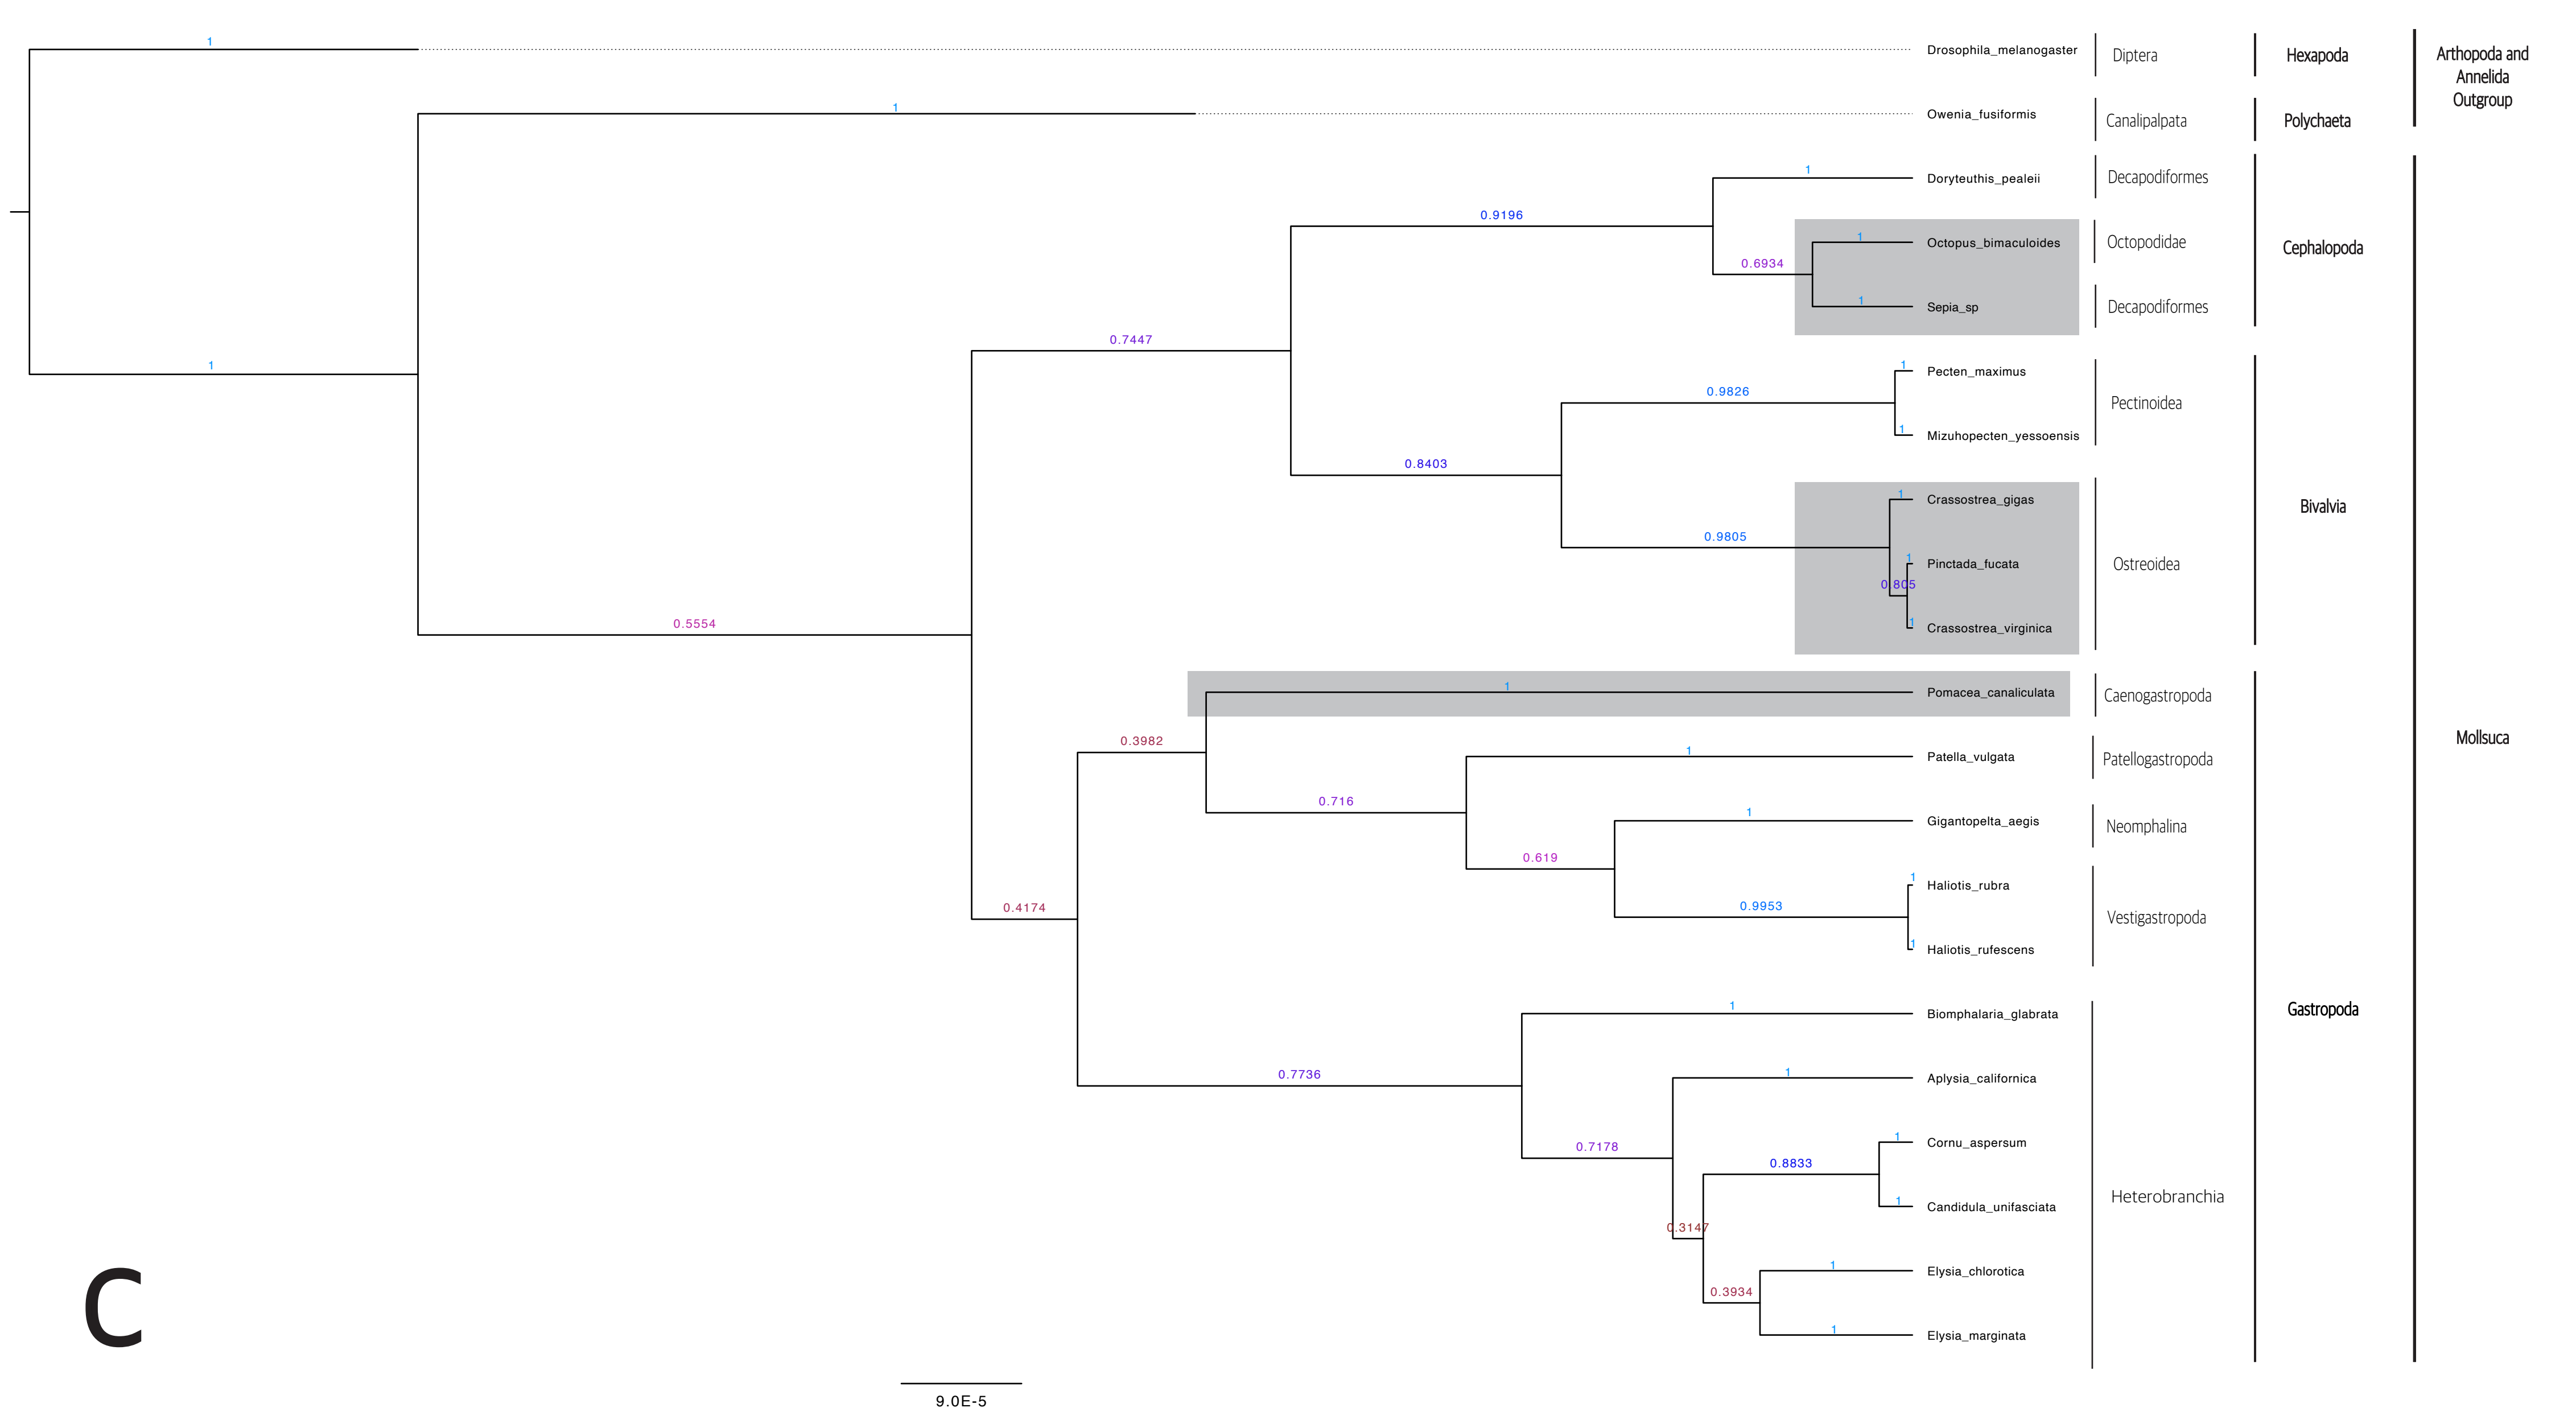 1
Drosophila_melanogaster
Diptera
Hexapoda
Arthopoda and
Annelida
Outgroup
1
Owenia_fusiformis
Canalipalpata
Polychaeta
1
Doryteuthis_pealeii
Decapodiformes
0.9196
1
Octopus_bimaculoides
Octopodidae
Cephalopoda
0.6934
1
Sepia_sp
Decapodiformes
0.7447
1
1
Pecten_maximus
0.9826
Pectinoidea
1
Mizuhopecten_yessoensis
0.8403
1
Crassostrea_gigas
Bivalvia
0.9805
1
Pinctada_fucata
Ostreoidea
0.805
1
Crassostrea_virginica
0.5554
1
Pomacea_canaliculata
Caenogastropoda
0.3982
Mollsuca
1
Patella_vulgata
Patellogastropoda
0.716
1
Gigantopelta_aegis
Neomphalina
0.619
1
Haliotis_rubra
0.9953
Vestigastropoda
0.4174
1
Haliotis_rufescens
1
Biomphalaria_glabrata
Gastropoda
0.7736
1
Aplysia_californica
0.7178
1
Cornu_aspersum
0.8833
1
Candidula_unifasciata
Heterobranchia
0.3147
1
Elysia_chlorotica
0.3934
1
Elysia_marginata
C
9.0E-5